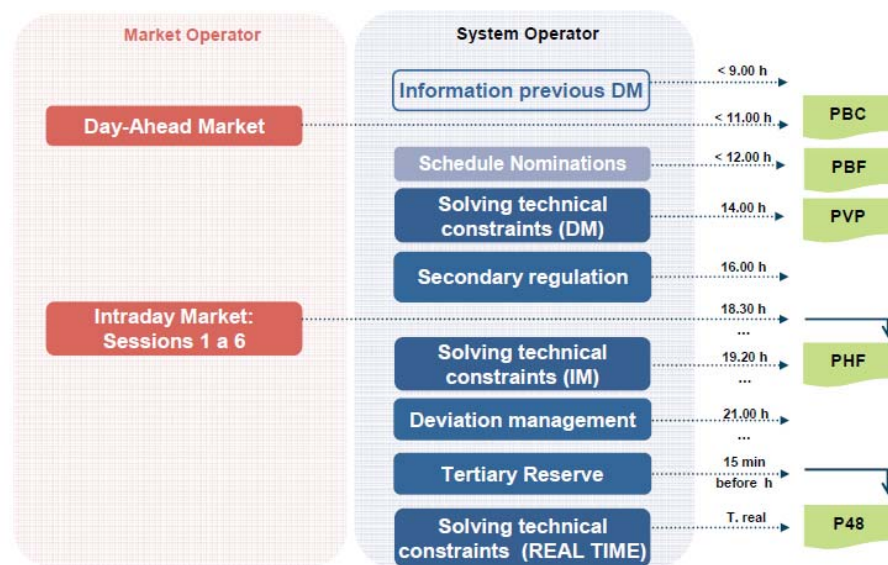 Market Operator
System Operator
Information previous DM
< 9.00 h
Day-Ahead Market
< 11.00 h
PBC
Schedule Nominations
< 12.00 h
PBF
Solving technical
constraints (DM)
14.00 h
PVP
Secondary regulation
16.00 h
Intraday Market:
Sessions 1 a 6
18.30 h
...
Solving technical
constraints (IM)
19.20 h
...
PHF
Deviation management
21.00 h
...
Tertiary Reserve
15 min
before h
Solving technical
constraints (REAL TIME)
T. real
P48